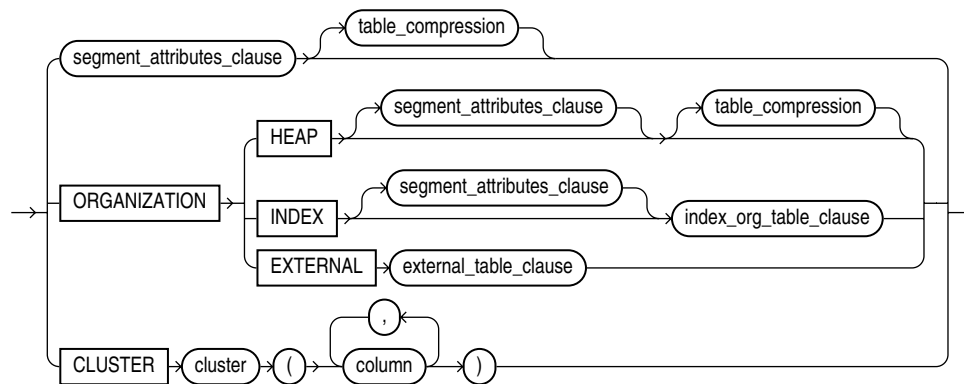 table_compression
segment_attributes_clause
segment_attributes_clause table_compression
HEAP
segment_attributes_clause
ORGANIZATION INDEX index_org_table_clause
EXTERNAL external_table_clause
,
CLUSTER cluster ( column )